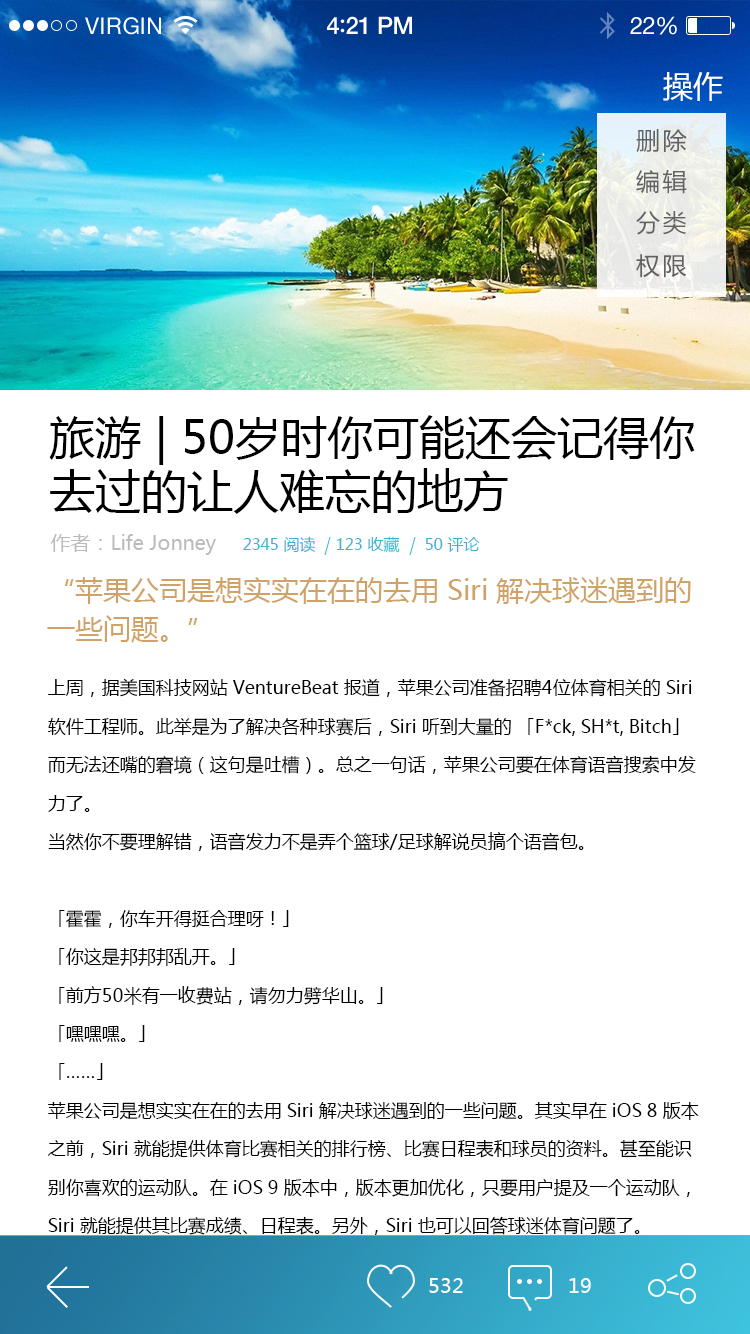 VIRGIN 4:21 PM 22%
操作
删除
编辑
分类
权限
旅游 | 50岁时你可能还会记得你
去过的让人难忘的地方
作者：Life Jonney 2345 阅读 / 123 收藏 / 50 评论
“苹果公司是想实实在在的去用 Siri 解决球迷遇到的
一些问题。”
上周，据美国科技网站 VentureBeat 报道，苹果公司准备招聘4位体育相关的 Siri
软件工程师。此举是为了解决各种球赛后，Siri 听到大量的 「F*ck, SH*t, Bitch」
而无法还嘴的窘境（这句是吐槽）。总之一句话，苹果公司要在体育语音搜索中发
力了。
当然你不要理解错，语音发力不是弄个篮球/足球解说员搞个语音包。
「霍霍，你车开得挺合理呀！」
「你这是邦邦邦乱开。」
「前方50米有一收费站，请勿力劈华山。」
「嘿嘿嘿。」
「……」
苹果公司是想实实在在的去用 Siri 解决球迷遇到的一些问题。其实早在 iOS 8 版本
之前，Siri 就能提供体育比赛相关的排行榜、比赛日程表和球员的资料。甚至能识
别你喜欢的运动队。在 iOS 9 版本中，版本更加优化，只要用户提及一个运动队，
Siri 就能提供其比赛成绩、日程表。另外，Siri 也可以回答球迷体育问题了。
532 19